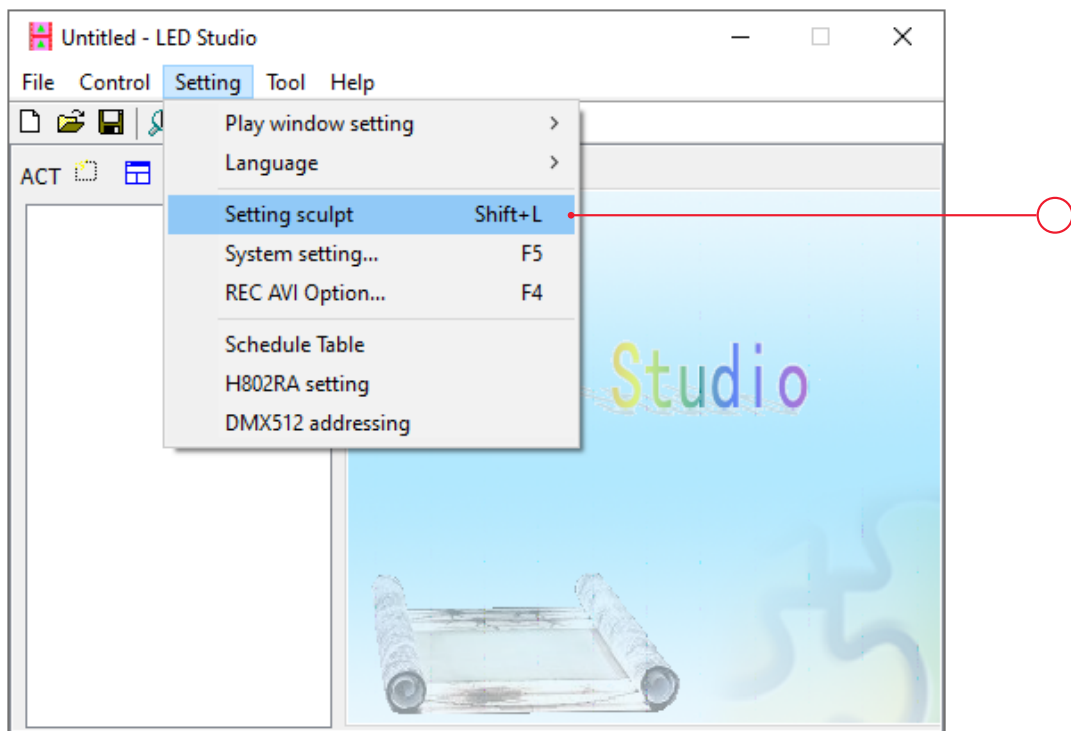 Untitled - LED Studio
File Control Setting Tool Help
ACT
Play window setting
Language
Setting sculpt Shift+L
System setting... F5
REC AVI Option... F4
Schedule Table
H802RA setting
DMX512 addressing
Studio